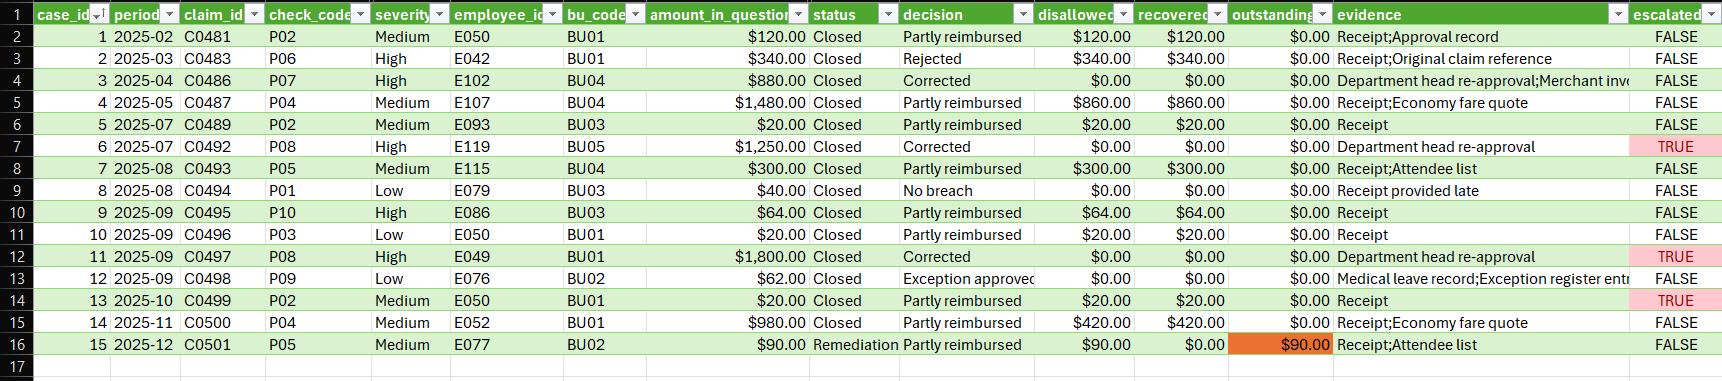 1 case_id period claim_id check_code severity employee_id bu_code amount_in_question status decision disallowed recovered outstanding evidence escalated
2 1 2025-02 C0481 P02 Medium E050 BU01 $120.00 Closed Partly reimbursed $120.00 $120.00 $0.00 Receipt;Approval record FALSE
3 2 2025-03 C0483 P06 High E042 BU01 $340.00 Closed Rejected $340.00 $340.00 $0.00 Receipt;Original claim reference FALSE
4 3 2025-04 C0486 P07 High E102 BU04 $880.00 Closed Corrected $0.00 $0.00 $0.00 Department head re-approval;Merchant invo FALSE
5 4 2025-05 C0487 P04 Medium E107 BU04 $1,480.00 Closed Partly reimbursed $860.00 $860.00 $0.00 Receipt;Economy fare quote FALSE
6 5 2025-07 C0489 P02 Medium E093 BU03 $20.00 Closed Partly reimbursed $20.00 $20.00 $0.00 Receipt FALSE
7 6 2025-07 C0492 P08 High E119 BU05 $1,250.00 Closed Corrected $0.00 $0.00 $0.00 Department head re-approval TRUE
8 7 2025-08 C0493 P05 Medium E115 BU04 $300.00 Closed Partly reimbursed $300.00 $300.00 $0.00 Receipt;Attendee list FALSE
9 8 2025-08 C0494 P01 Low E079 BU03 $40.00 Closed No breach $0.00 $0.00 $0.00 Receipt provided late FALSE
10 9 2025-09 C0495 P10 High E086 BU03 $64.00 Closed Partly reimbursed $64.00 $64.00 $0.00 Receipt FALSE
11 10 2025-09 C0496 P03 Low E050 BU01 $20.00 Closed Partly reimbursed $20.00 $20.00 $0.00 Receipt FALSE
12 11 2025-09 C0497 P08 High E049 BU01 $1,800.00 Closed Corrected $0.00 $0.00 $0.00 Department head re-approval TRUE
13 12 2025-09 C0498 P09 Low E076 BU02 $62.00 Closed Exception approved $0.00 $0.00 $0.00 Medical leave record;Exception register entr FALSE
14 13 2025-10 C0499 P02 Medium E050 BU01 $20.00 Closed Partly reimbursed $20.00 $20.00 $0.00 Receipt TRUE
15 14 2025-11 C0500 P04 Medium E052 BU01 $980.00 Closed Partly reimbursed $420.00 $420.00 $0.00 Receipt;Economy fare quote FALSE
16 15 2025-12 C0501 P05 Medium E077 BU02 $90.00 Remediation Partly reimbursed $90.00 $0.00 $90.00 Receipt;Attendee list FALSE
17